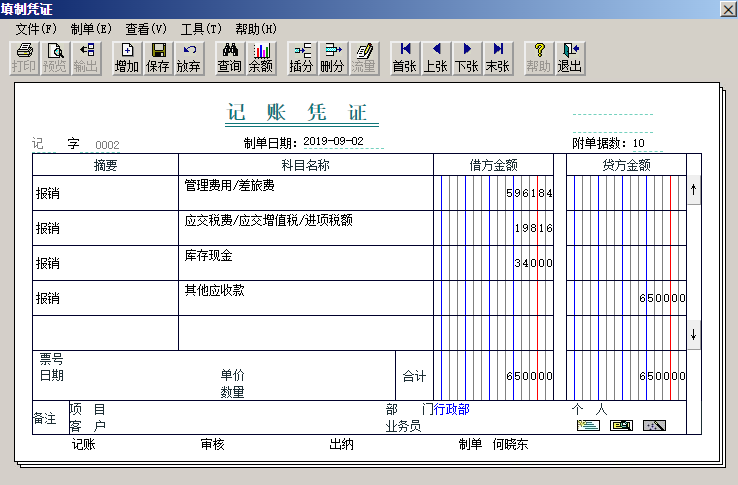 填制凭证
文件(F) 制单(E) 查看(V) 工具(T) 帮助(H)
打印 预览 输出 增加 保存 放弃 查询 余额 插分 删分 流量 首张 上张 下张 末张 帮助 退出
记 账 凭 证
记 字 0002 制单日期: 2019-09-02 附单据数: 10
摘要 科目名称 借方金额 贷方金额
报销 管理费用/差旅费 596184
报销 应交税费/应交增值税/进项税额 19816
报销 库存现金 34000
报销 其他应收款 650000
票号
日期 单价 合计 650000 650000
数量
备注 项 目 部 门行政部 个 人
客 户 业务员
记账 审核 出纳 制单 何晓东